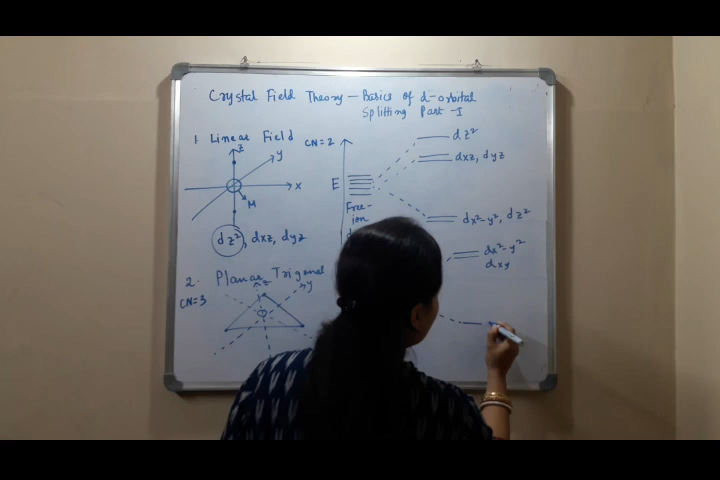 Crystal Field Theory — Basics of d-orbital
Splitting Part-I
1. Linear Field CN=2
z
y
x
M
dz², dxz, dyz
E
Free-
ion
dz²
dxz, dyz
dx²-y², dz²
2. Planar Trigonal
CN=3
z
y
dx²-y²
dxy